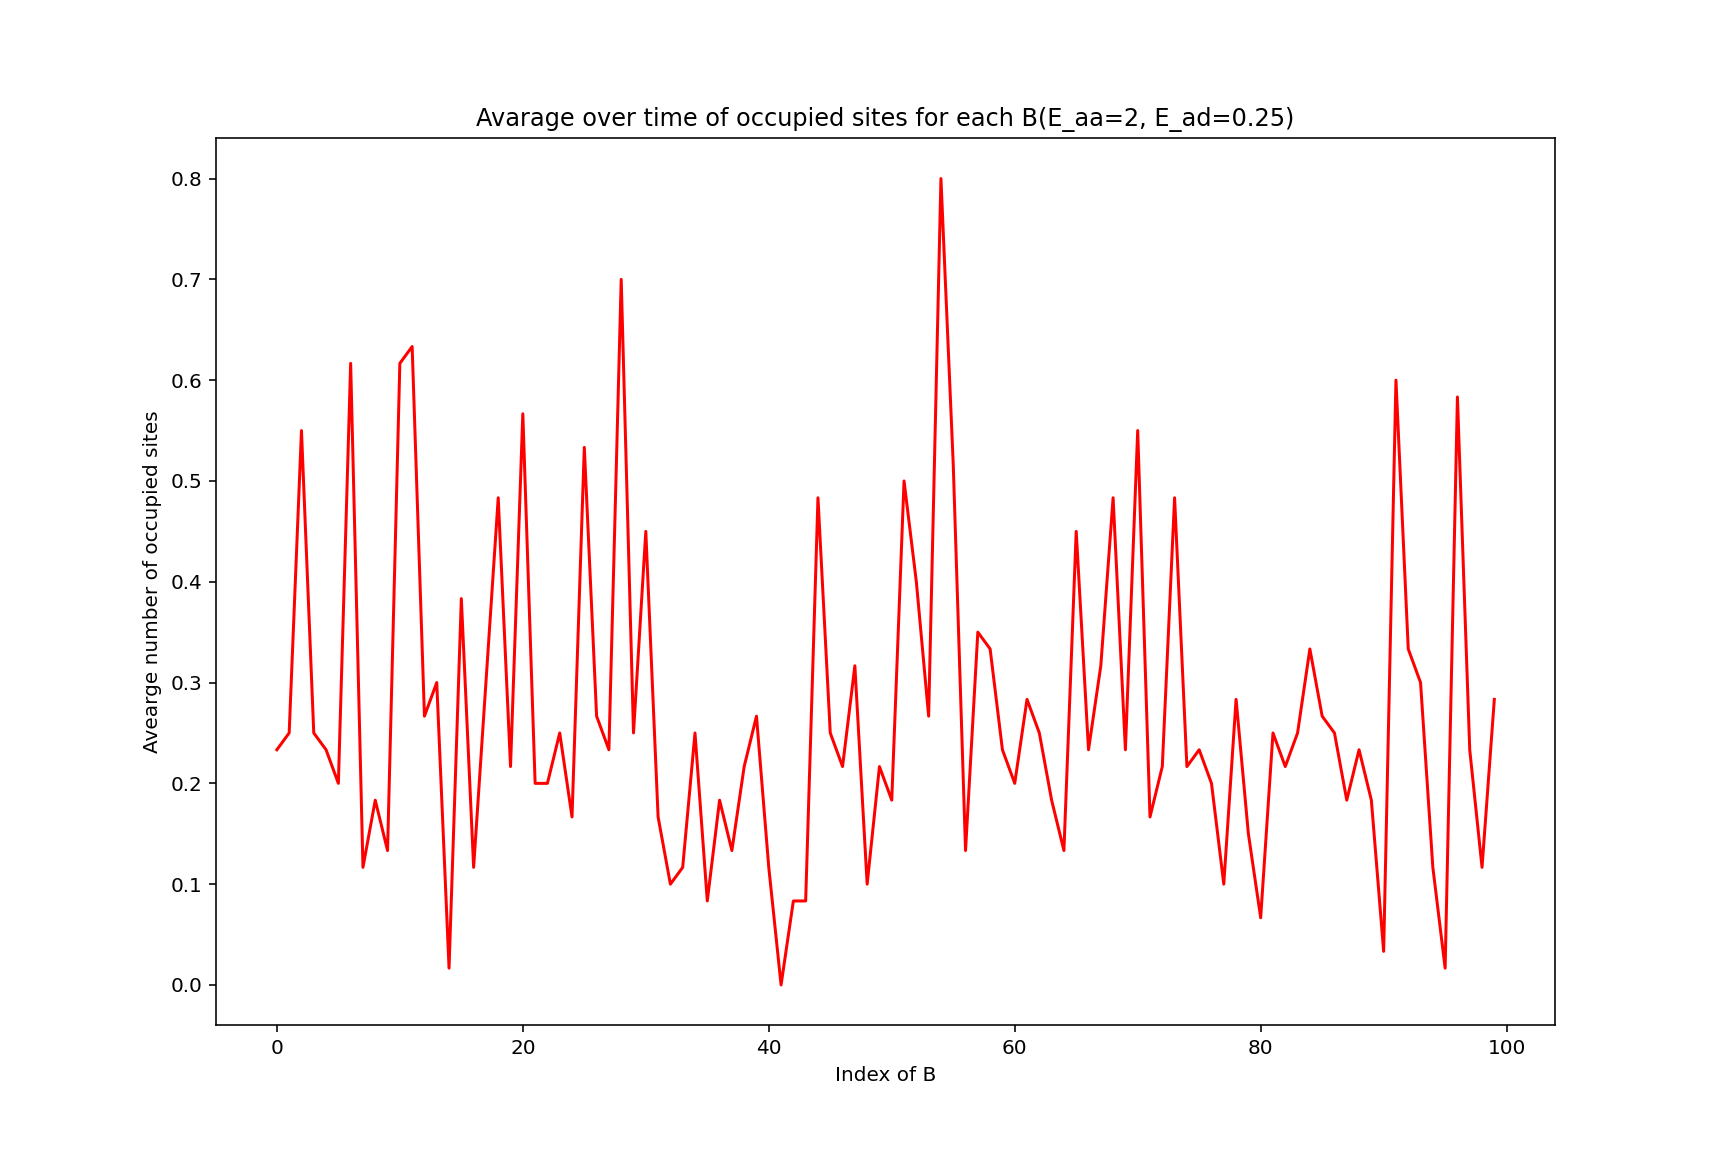 Avarage over time of occupied sites for each B(E_aa=2, E_ad=0.25)
0.8
0.7
0.6
0.5
0.4
0.3
0.2
0.1
0.0
Avearge number of occupied sites
0 20 40 60 80 100
Index of B